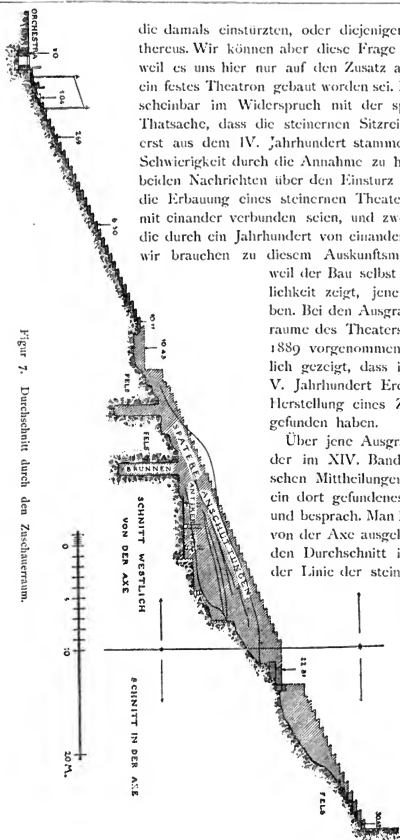 die damals einstürzten, oder diejenigen
thereus. Wir können aber diese Frage
weil es uns hier nur auf den Zusatz a
ein festes Theatron gebaut worden sei.
scheinbar im Widerspruch mit der sp
Thatsache, dass die steinernen Sitzrei
erst aus dem IV. Jahrhundert stamme
Schwierigkeit durch die Annahme zu h
beiden Nachrichten über den Einsturz
die Erbauung eines steinernen Theate
mit einander verbunden seien, und zw
die durch ein Jahrhundert von einande
wir brauchen zu diesem Auskunftsm
weil der Bau selbst
lichkeit zeigt, jene
ben. Bei den Ausgra
raume des Theaters
1889 vorgenommen
lich gezeigt, dass i
V. Jahrhundert Erd
Herstellung eines Z
gefunden haben.
Über jene Ausgra
der im XIV. Band
schen Mittheilungen
ein dort gefundenes
und besprach. Man
von der Axe ausgel
den Durchschnitt i
der Linie der stein
ORCHESTRA
FELS
FELS
BRUNNEN
SPÄTERE ANSCHÜTTUNGEN
SCHNITT WESTLICH
VON DER AXE
SCHNITT IN DER AXE
FELS
0
5
10
20 M.
Figur 7. Durchschnitt durch den Zuschauerraum.